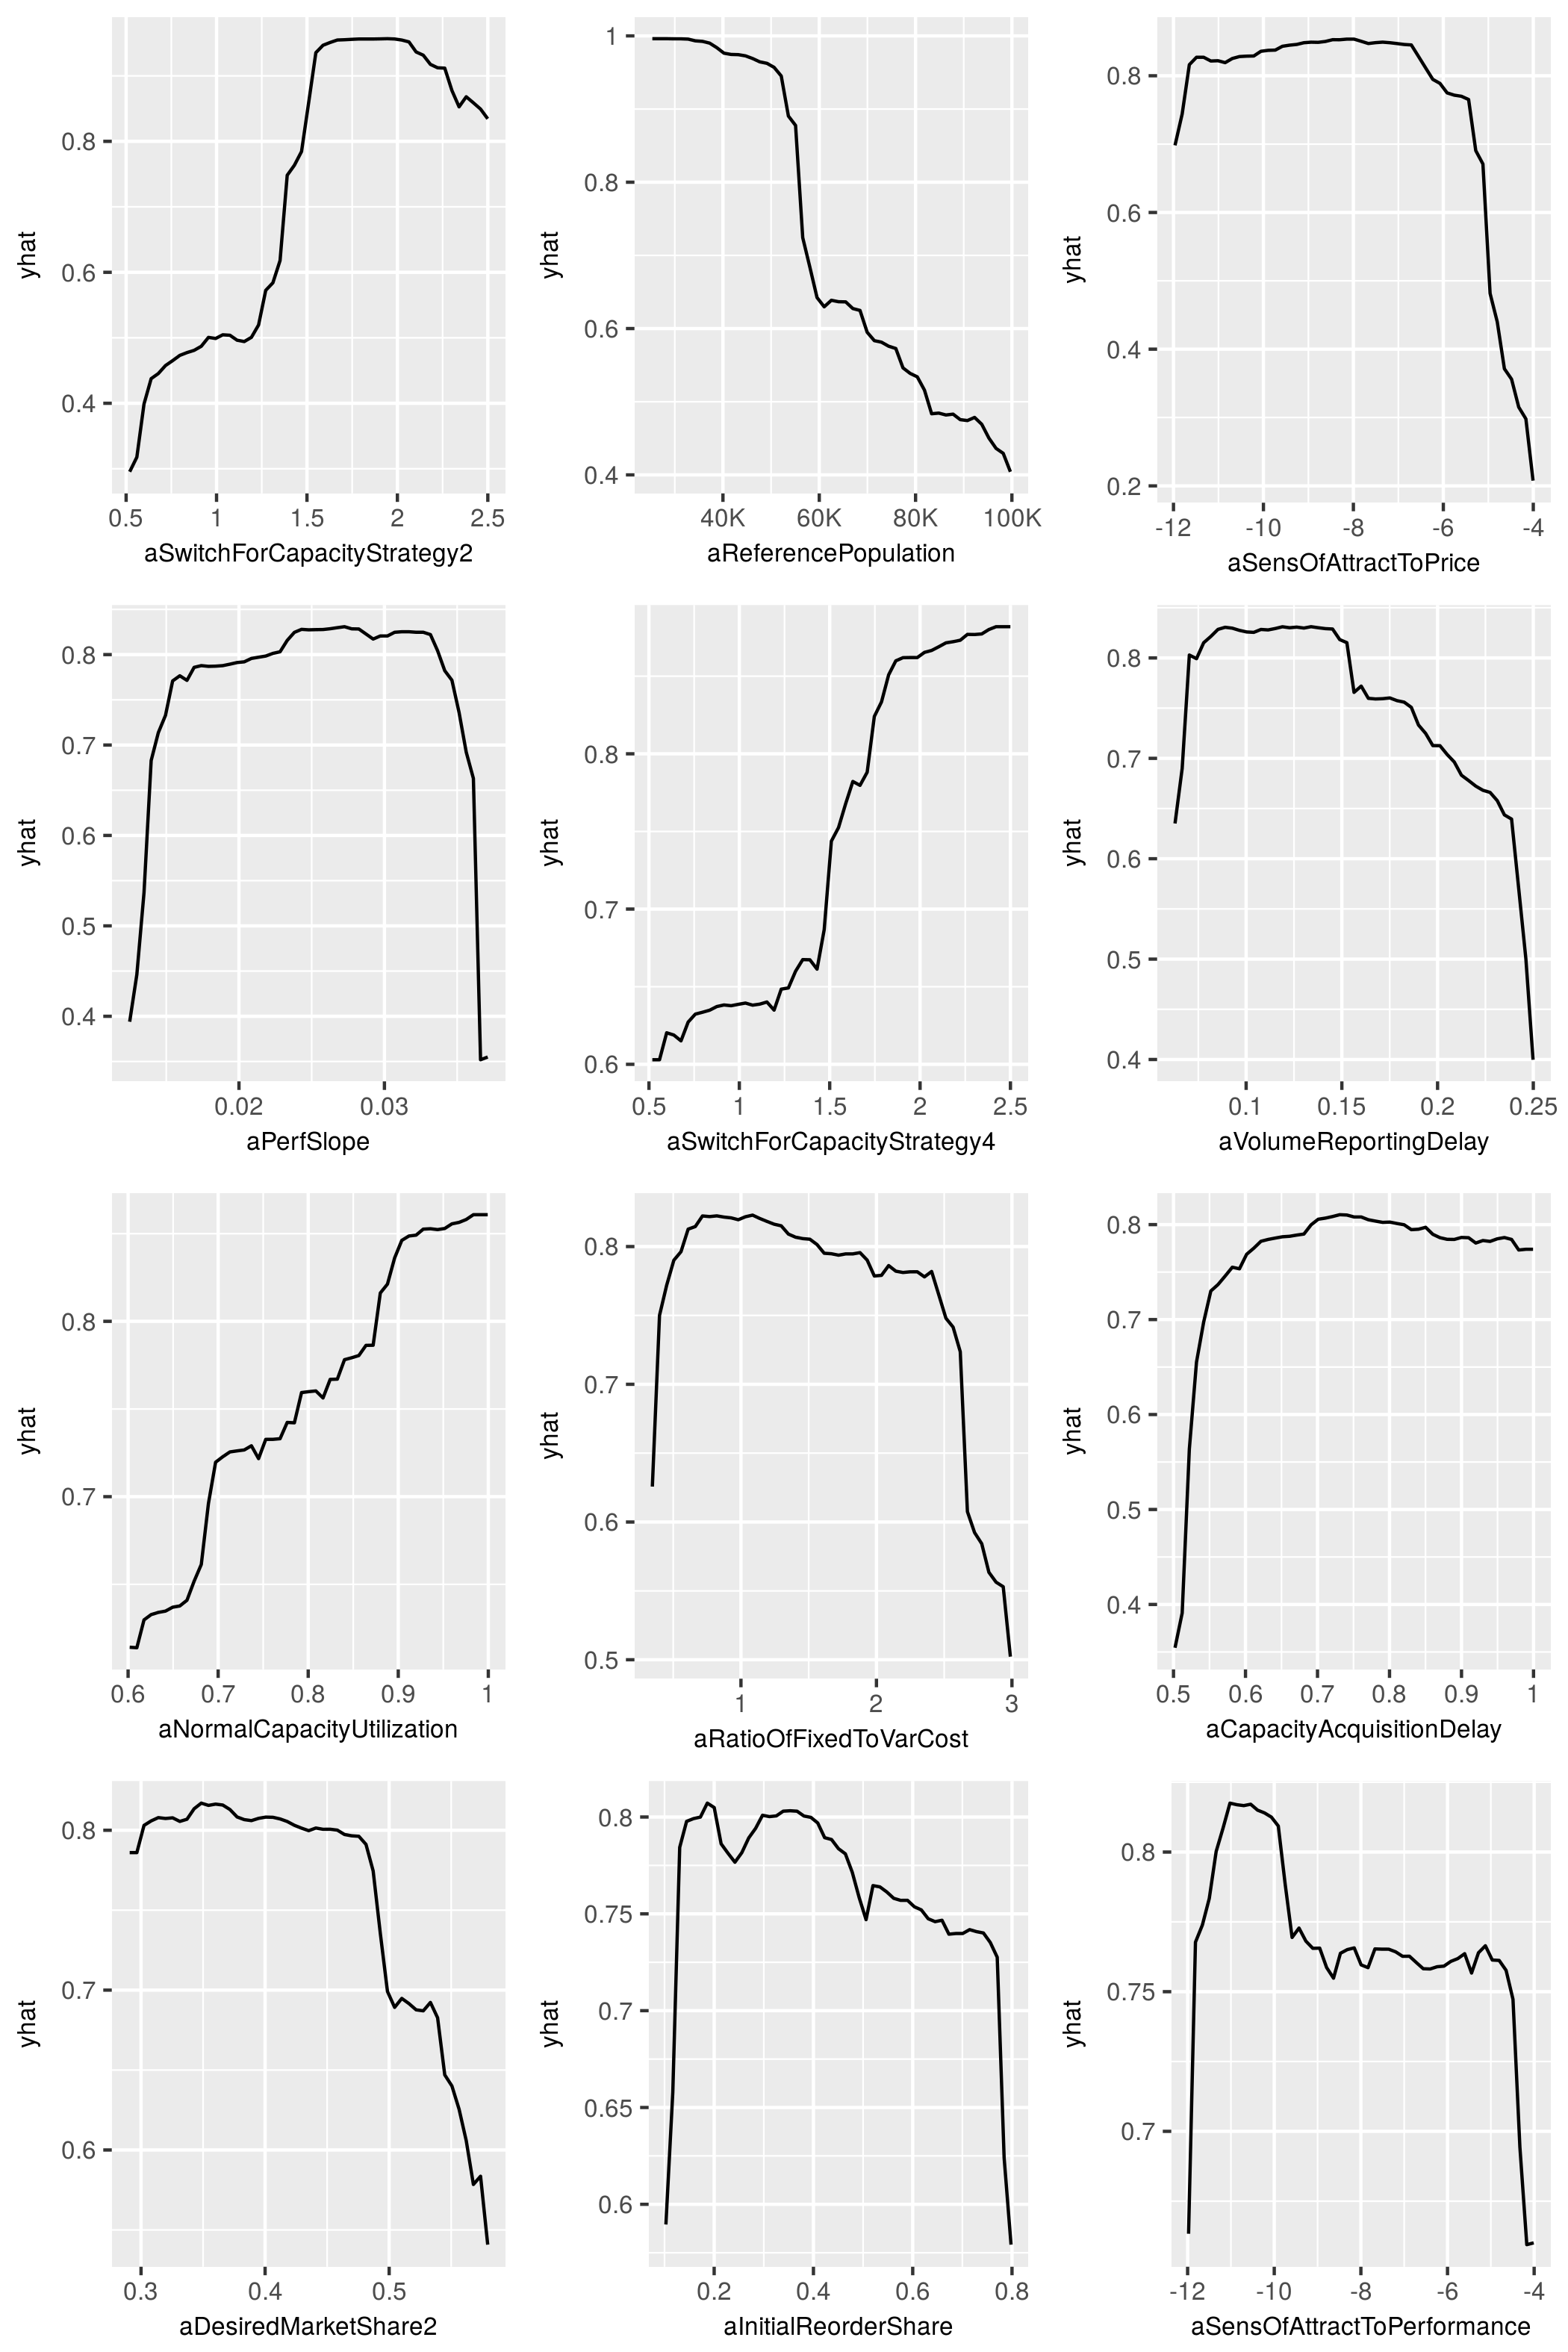 yhat
0.8
0.6
0.4
0.5 1 1.5 2 2.5
aSwitchForCapacityStrategy2
yhat
1
0.8
0.6
0.4
40K 60K 80K 100K
aReferencePopulation
yhat
0.8
0.6
0.4
0.2
-12 -10 -8 -6 -4
aSensOfAttractToPrice
yhat
0.8
0.7
0.6
0.5
0.4
0.02 0.03
aPerfSlope
yhat
0.8
0.7
0.6
0.5 1 1.5 2 2.5
aSwitchForCapacityStrategy4
yhat
0.8
0.7
0.6
0.5
0.4
0.1 0.15 0.2 0.25
aVolumeReportingDelay
yhat
0.8
0.7
0.6 0.7 0.8 0.9 1
aNormalCapacityUtilization
yhat
0.8
0.7
0.6
0.5
1 2 3
aRatioOfFixedToVarCost
yhat
0.8
0.7
0.6
0.5
0.4
0.5 0.6 0.7 0.8 0.9 1
aCapacityAcquisitionDelay
yhat
0.8
0.7
0.6
0.3 0.4 0.5
aDesiredMarketShare2
yhat
0.8
0.75
0.7
0.65
0.6
0.2 0.4 0.6 0.8
aInitialReorderShare
yhat
0.8
0.75
0.7
-12 -10 -8 -6 -4
aSensOfAttractToPerformance